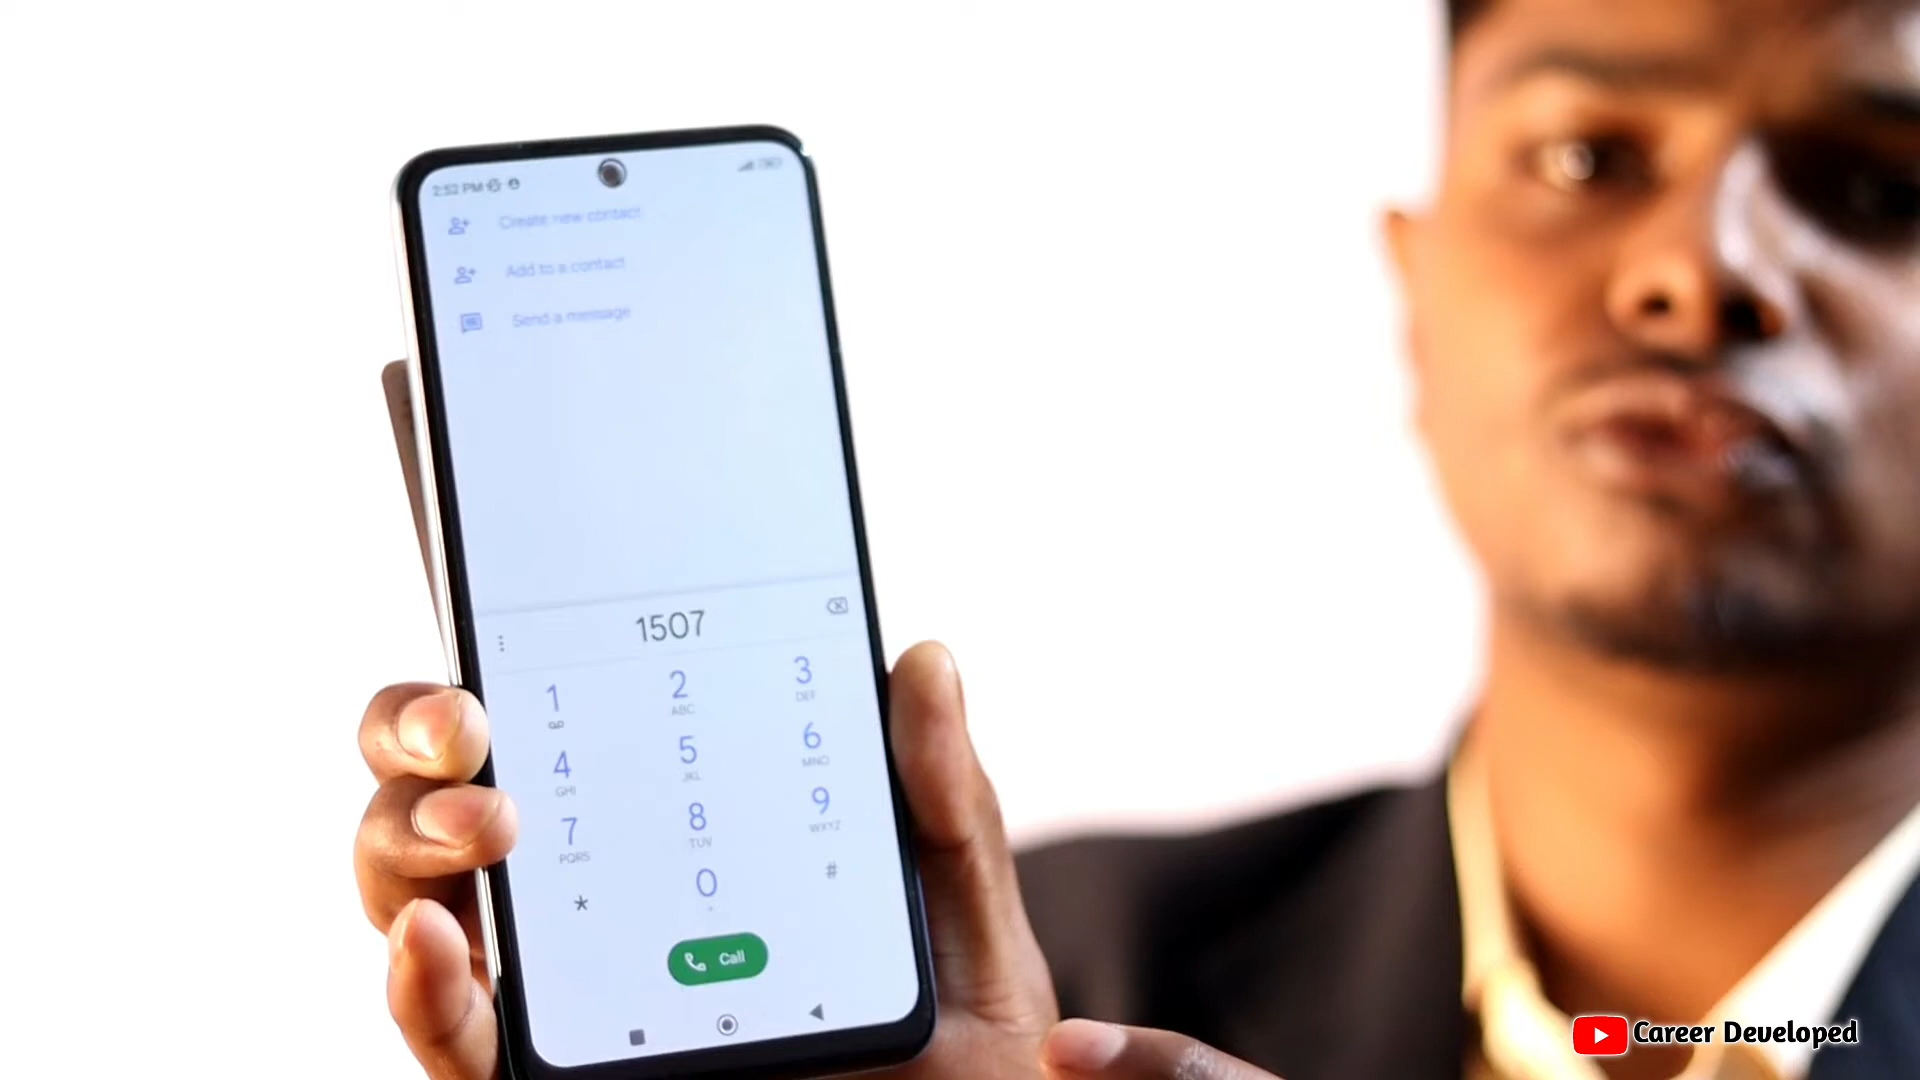 2:52 PM
Create new contact
Add to a contact
Send a message
1507
1
2
ABC
3
DEF
4
GHI
5
JKL
6
MNO
7
PQRS
8
TUV
9
WXYZ
*
0
+
#
Call
Career Developed